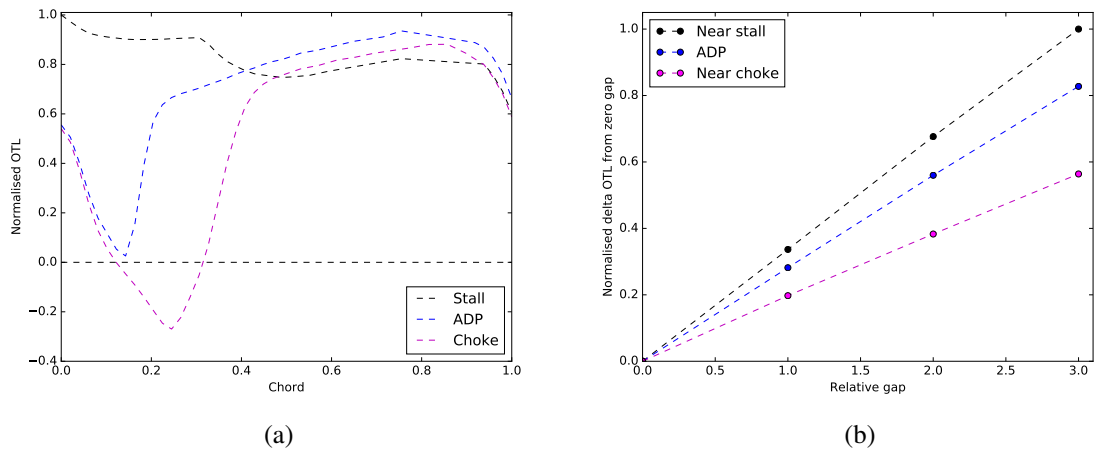 1.0
0.8
0.6
0.4
0.2
0.0
−0.2
−0.4
Normalised OTL
0.0 0.2 0.4 0.6 0.8 1.0
Chord
Stall
ADP
Choke
(a)
1.0
0.8
0.6
0.4
0.2
0.0
Normalised delta OTL from zero gap
0.0 0.5 1.0 1.5 2.0 2.5 3.0
Relative gap
Near stall
ADP
Near choke
(b)